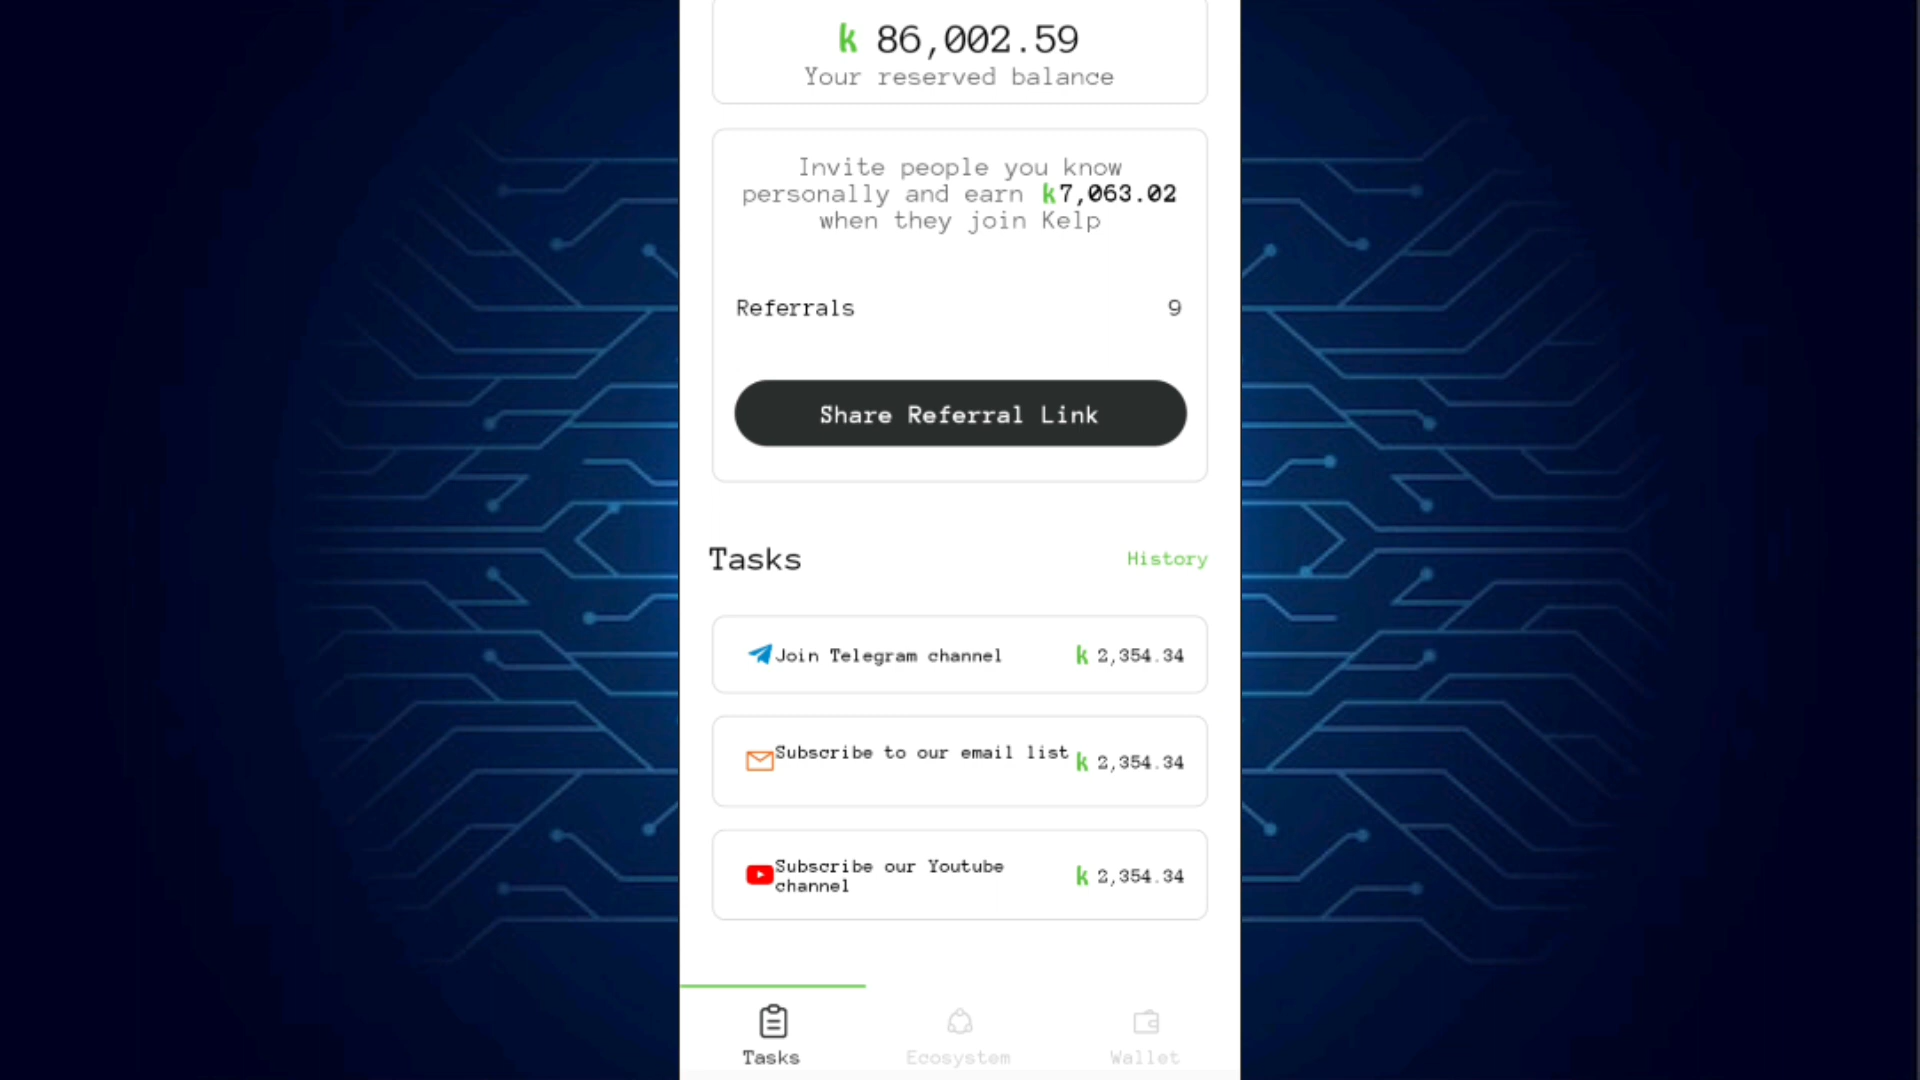 k 86,002.59
Your reserved balance
Invite people you know
personally and earn k7,063.02
when they join Kelp
Referrals 9
Share Referral Link
Tasks History
Join Telegram channel k 2,354.34
Subscribe to our email list k 2,354.34
Subscribe our Youtube
channel k 2,354.34
Tasks Ecosystem Wallet